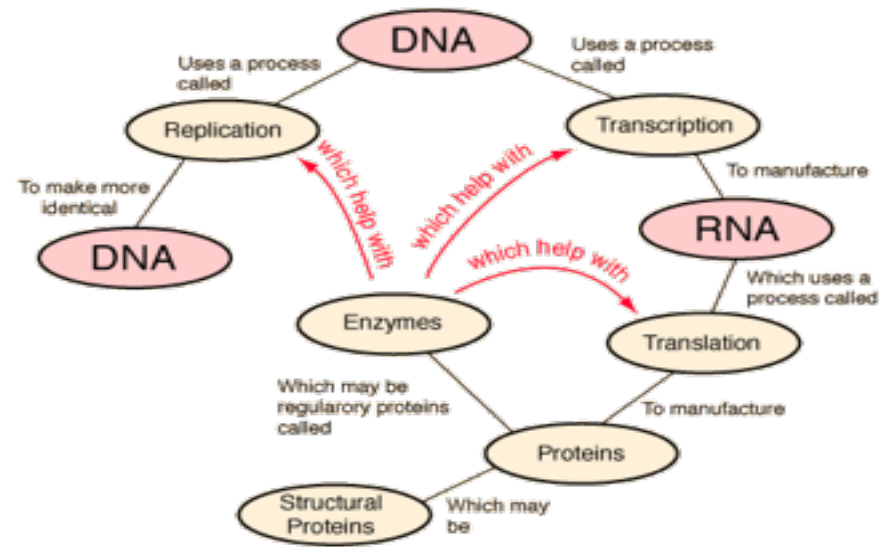 DNA
Uses a process
called
Uses a process
called
Replication
Transcription
which help with
which help with
To make more
identical
To manufacture
DNA
RNA
which help with
Which uses a
process called
Enzymes
Translation
Which may be
regularory proteins
called
To manufacture
Proteins
Structural
Proteins
Which may
be